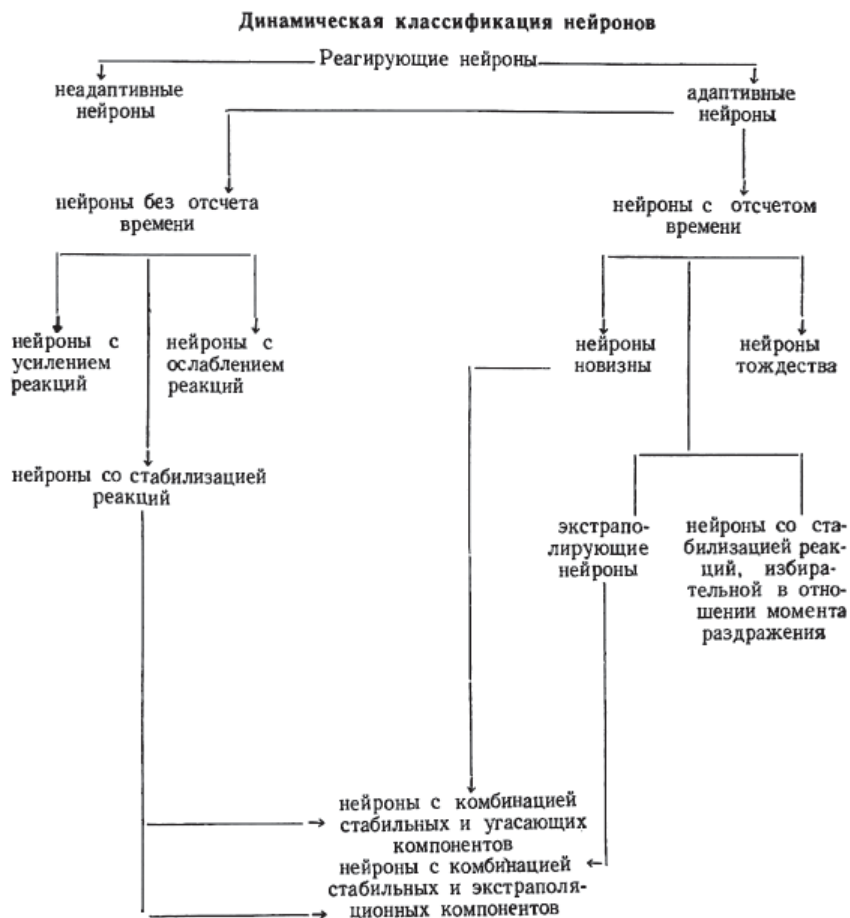 Динамическая классификация нейронов
Реагирующие нейроны
неадаптивные
нейроны
адаптивные
нейроны
нейроны без отсчета
времени
нейроны с отсчетом
времени
нейроны с
усилением
реакций
нейроны с
ослаблением
реакций
нейроны
новизны
нейроны
тождества
нейроны со стабилизацией
реакций
экстрапо-
лирующие
нейроны
нейроны со ста-
билизацией реак-
ций, избира-
тельной в отно-
шении момента
раздражения
нейроны с комбинацией
стабильных и угасающих
компонентов
нейроны с комбинацией
стабильных и экстраполя-
ционных компонентов